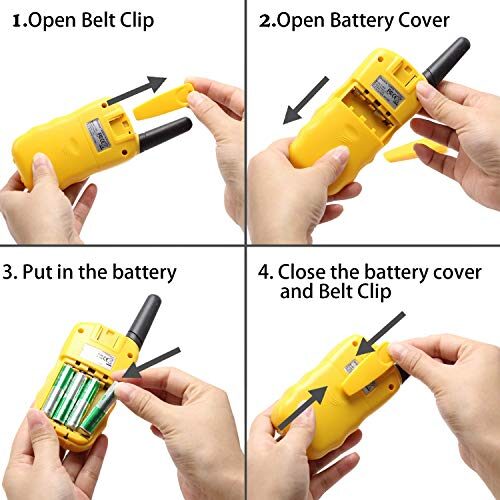 1.Open Belt Clip
2.Open Battery Cover
3. Put in the battery
4. Close the battery cover
and Belt Clip